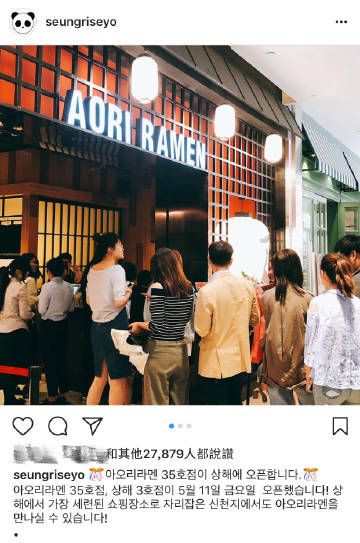 seungriseyo
AORI RAMEN
和其他27,879人都說讚
seungriseyo 🎊아오리라멘 35호점이 상해에 오픈합니다.🎊
아오리라멘 35호점, 상해 3호점이 5월 11일 금요일 오픈했습니다! 상
해에서 가장 세련된 쇼핑장소로 자리잡은 신천지에서도 아오리라멘을
만나실 수 있습니다!